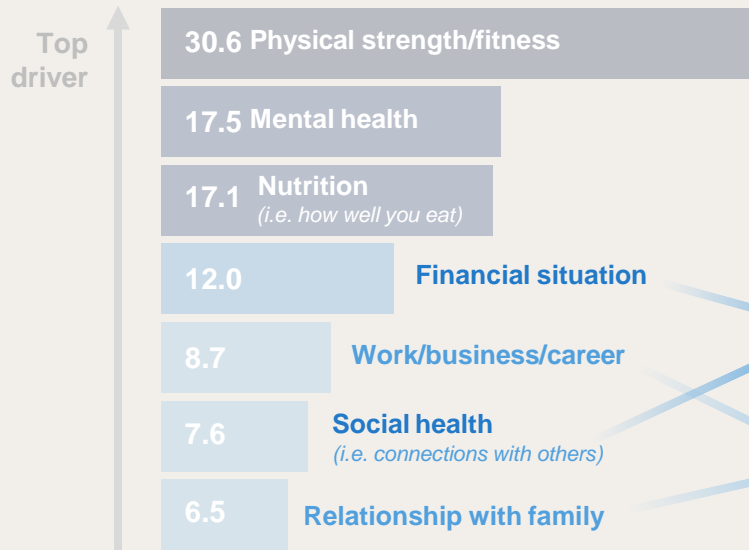 Top
driver
30.6 Physical strength/fitness
17.5 Mental health
17.1 Nutrition
(i.e. how well you eat)
12.0 Financial situation
8.7 Work/business/career
7.6 Social health
(i.e. connections with others)
6.5 Relationship with family